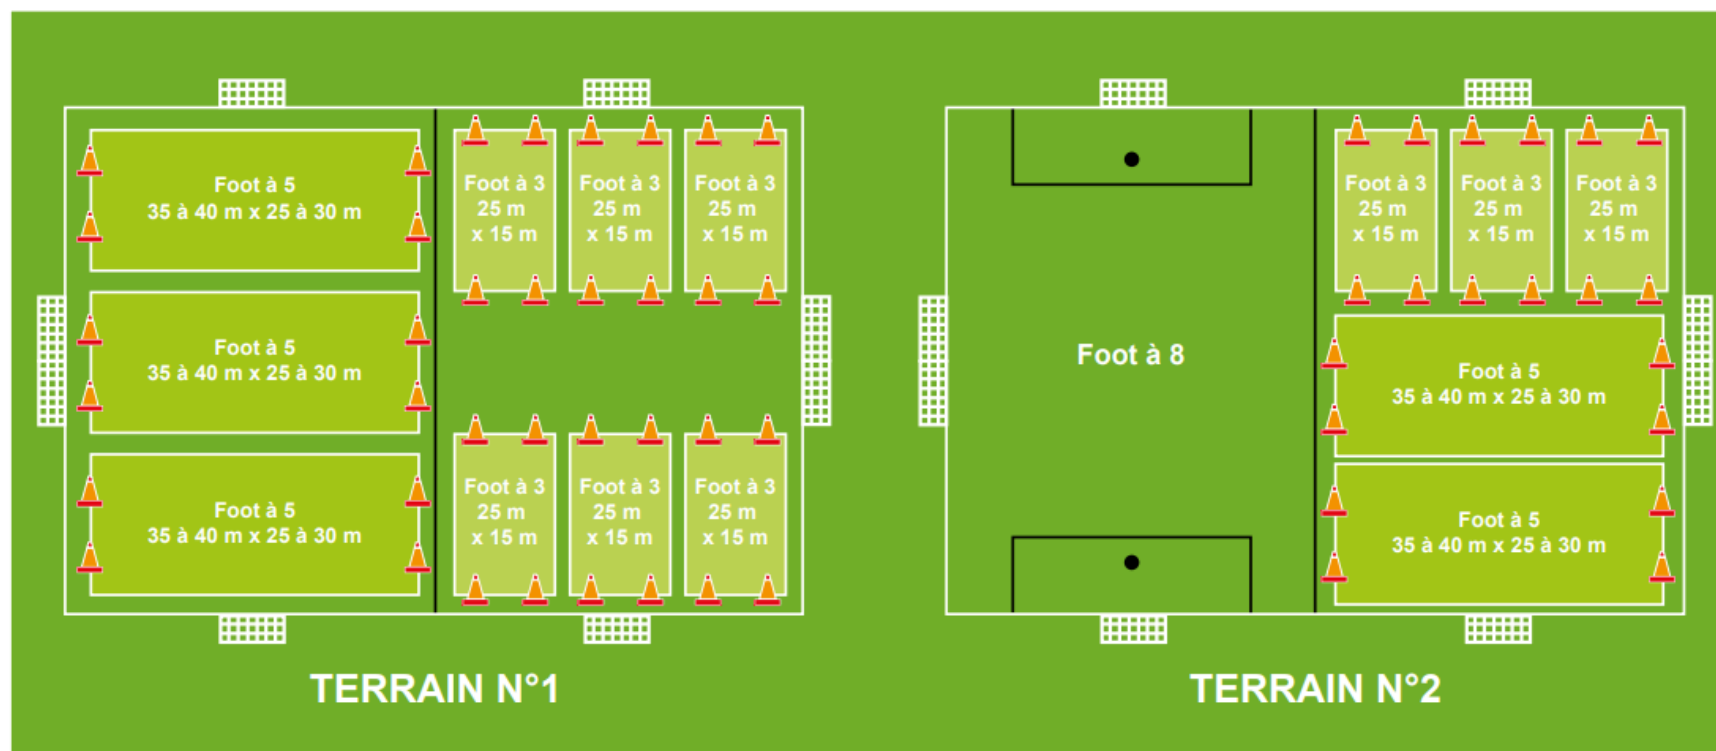 Foot à 5
35 à 40 m x 25 à 30 m
Foot à 5
35 à 40 m x 25 à 30 m
Foot à 5
35 à 40 m x 25 à 30 m
Foot à 3
25 m
x 15 m
Foot à 3
25 m
x 15 m
Foot à 3
25 m
x 15 m
Foot à 3
25 m
x 15 m
Foot à 3
25 m
x 15 m
Foot à 3
25 m
x 15 m
TERRAIN N°1
Foot à 8
Foot à 3
25 m
x 15 m
Foot à 3
25 m
x 15 m
Foot à 3
25 m
x 15 m
Foot à 5
35 à 40 m x 25 à 30 m
Foot à 5
35 à 40 m x 25 à 30 m
TERRAIN N°2